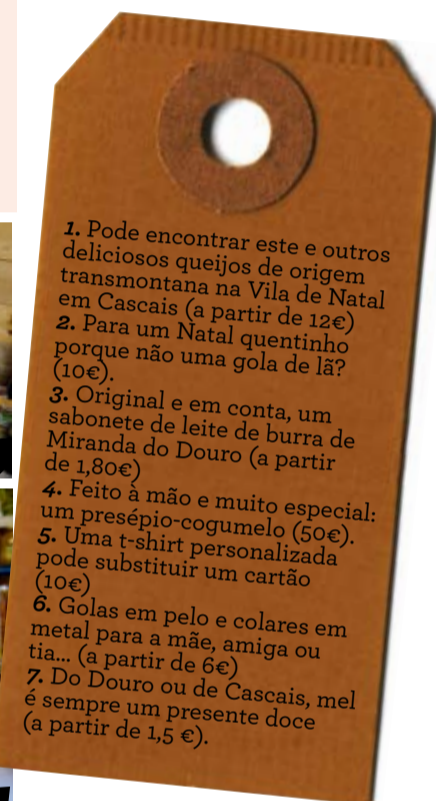 1. Pode encontrar este e outros
deliciosos queijos de origem
transmontana na Vila de Natal
em Cascais (a partir de 12€)
2. Para um Natal quentinho
porque não uma gola de lã?
(10€).
3. Original e em conta, um
sabonete de leite de burra de
Miranda do Douro (a partir
de 1,80€)
4. Feito à mão e muito especial:
um presépio-cogumelo (50€).
5. Uma t-shirt personalizada
pode substituir um cartão
(10€)
6. Golas em pelo e colares em
metal para a mãe, amiga ou
tia... (a partir de 6€)
7. Do Douro ou de Cascais, mel
é sempre um presente doce
(a partir de 1,5 €).